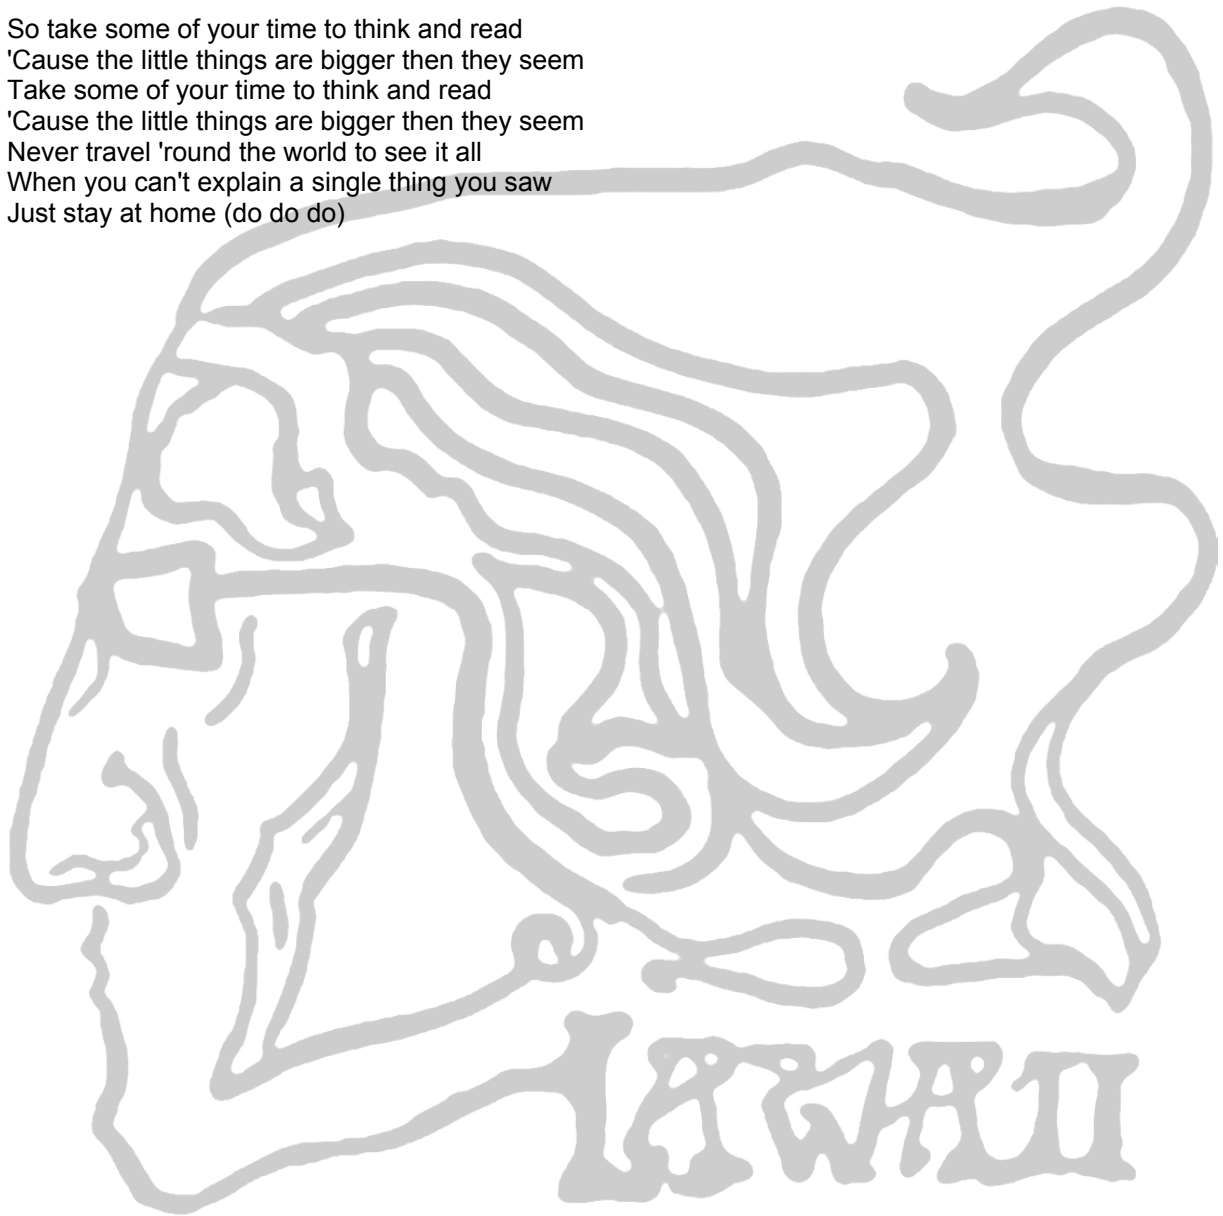 So take some of your time to think and read
'Cause the little things are bigger then they seem
Take some of your time to think and read
'Cause the little things are bigger then they seem
Never travel 'round the world to see it all
When you can't explain a single thing you saw
Just stay at home (do do do)